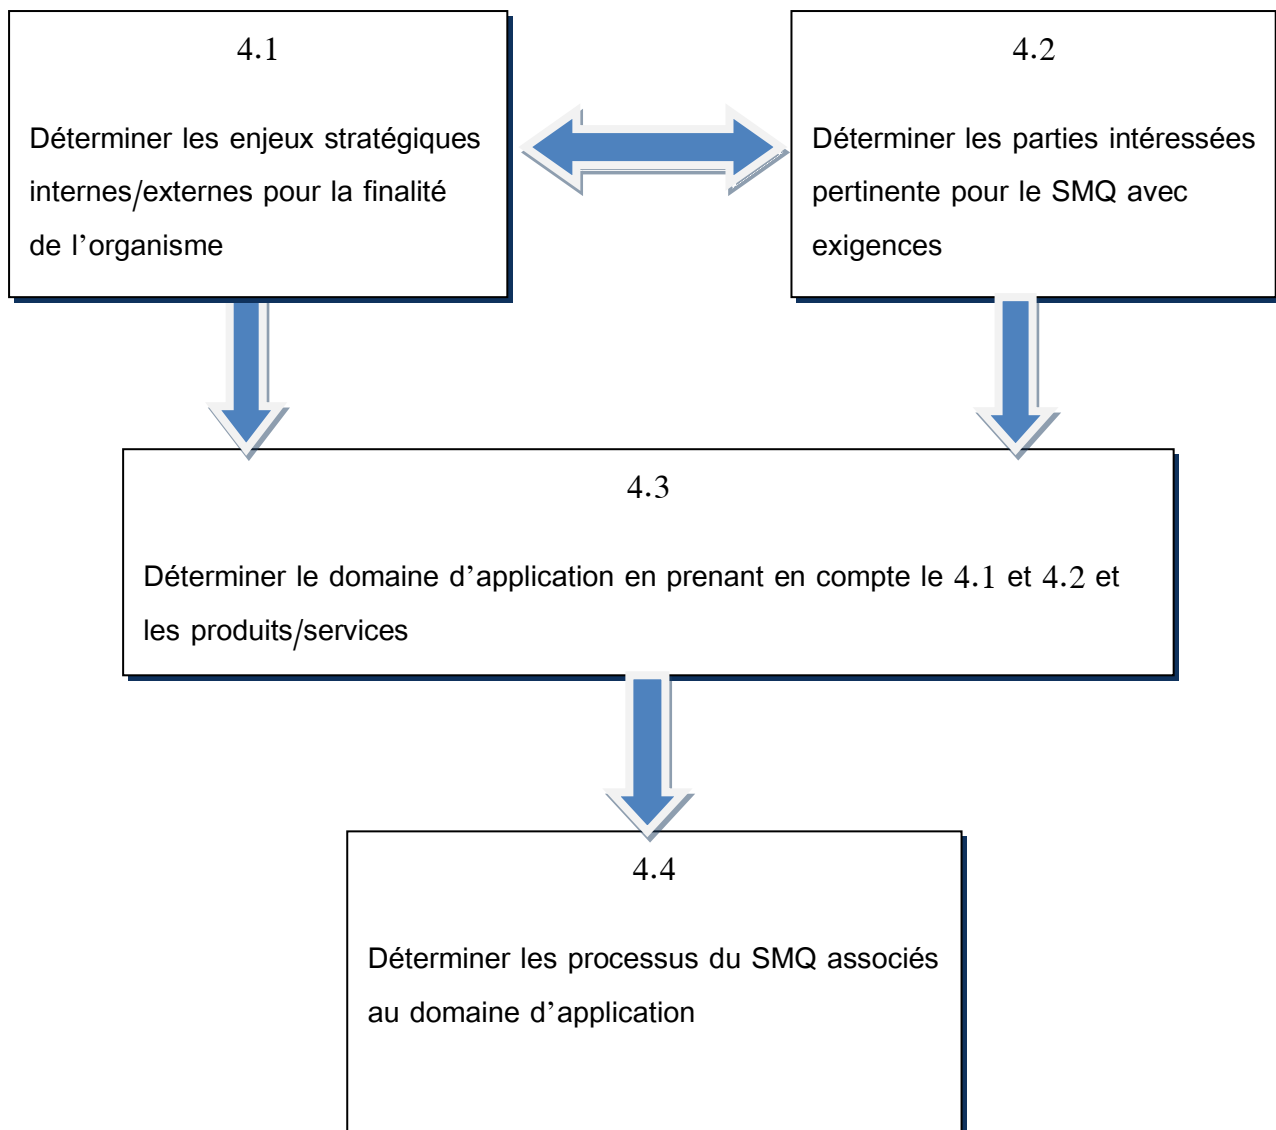 4.1
Déterminer les enjeux stratégiques
internes/externes pour la finalité
de l’organisme
4.2
Déterminer les parties intéressées
pertinente pour le SMQ avec
exigences
4.3
Déterminer le domaine d’application en prenant en compte le 4.1 et 4.2 et
les produits/services
4.4
Déterminer les processus du SMQ associés
au domaine d’application